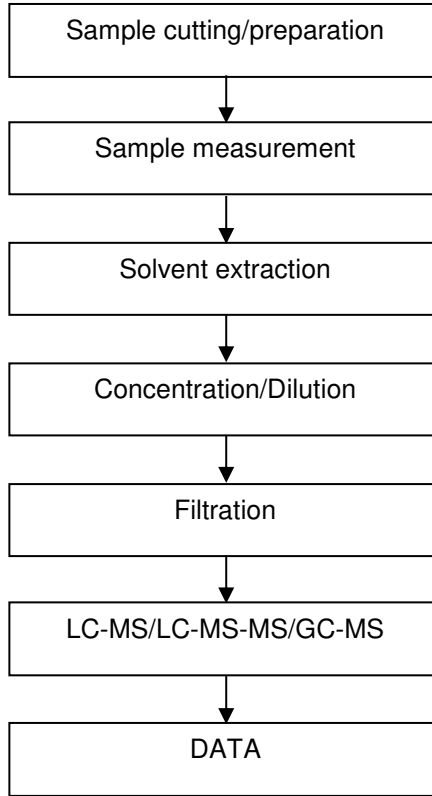 Sample cutting/preparation
Sample measurement
Solvent extraction
Concentration/Dilution
Filtration
LC-MS/LC-MS-MS/GC-MS
DATA